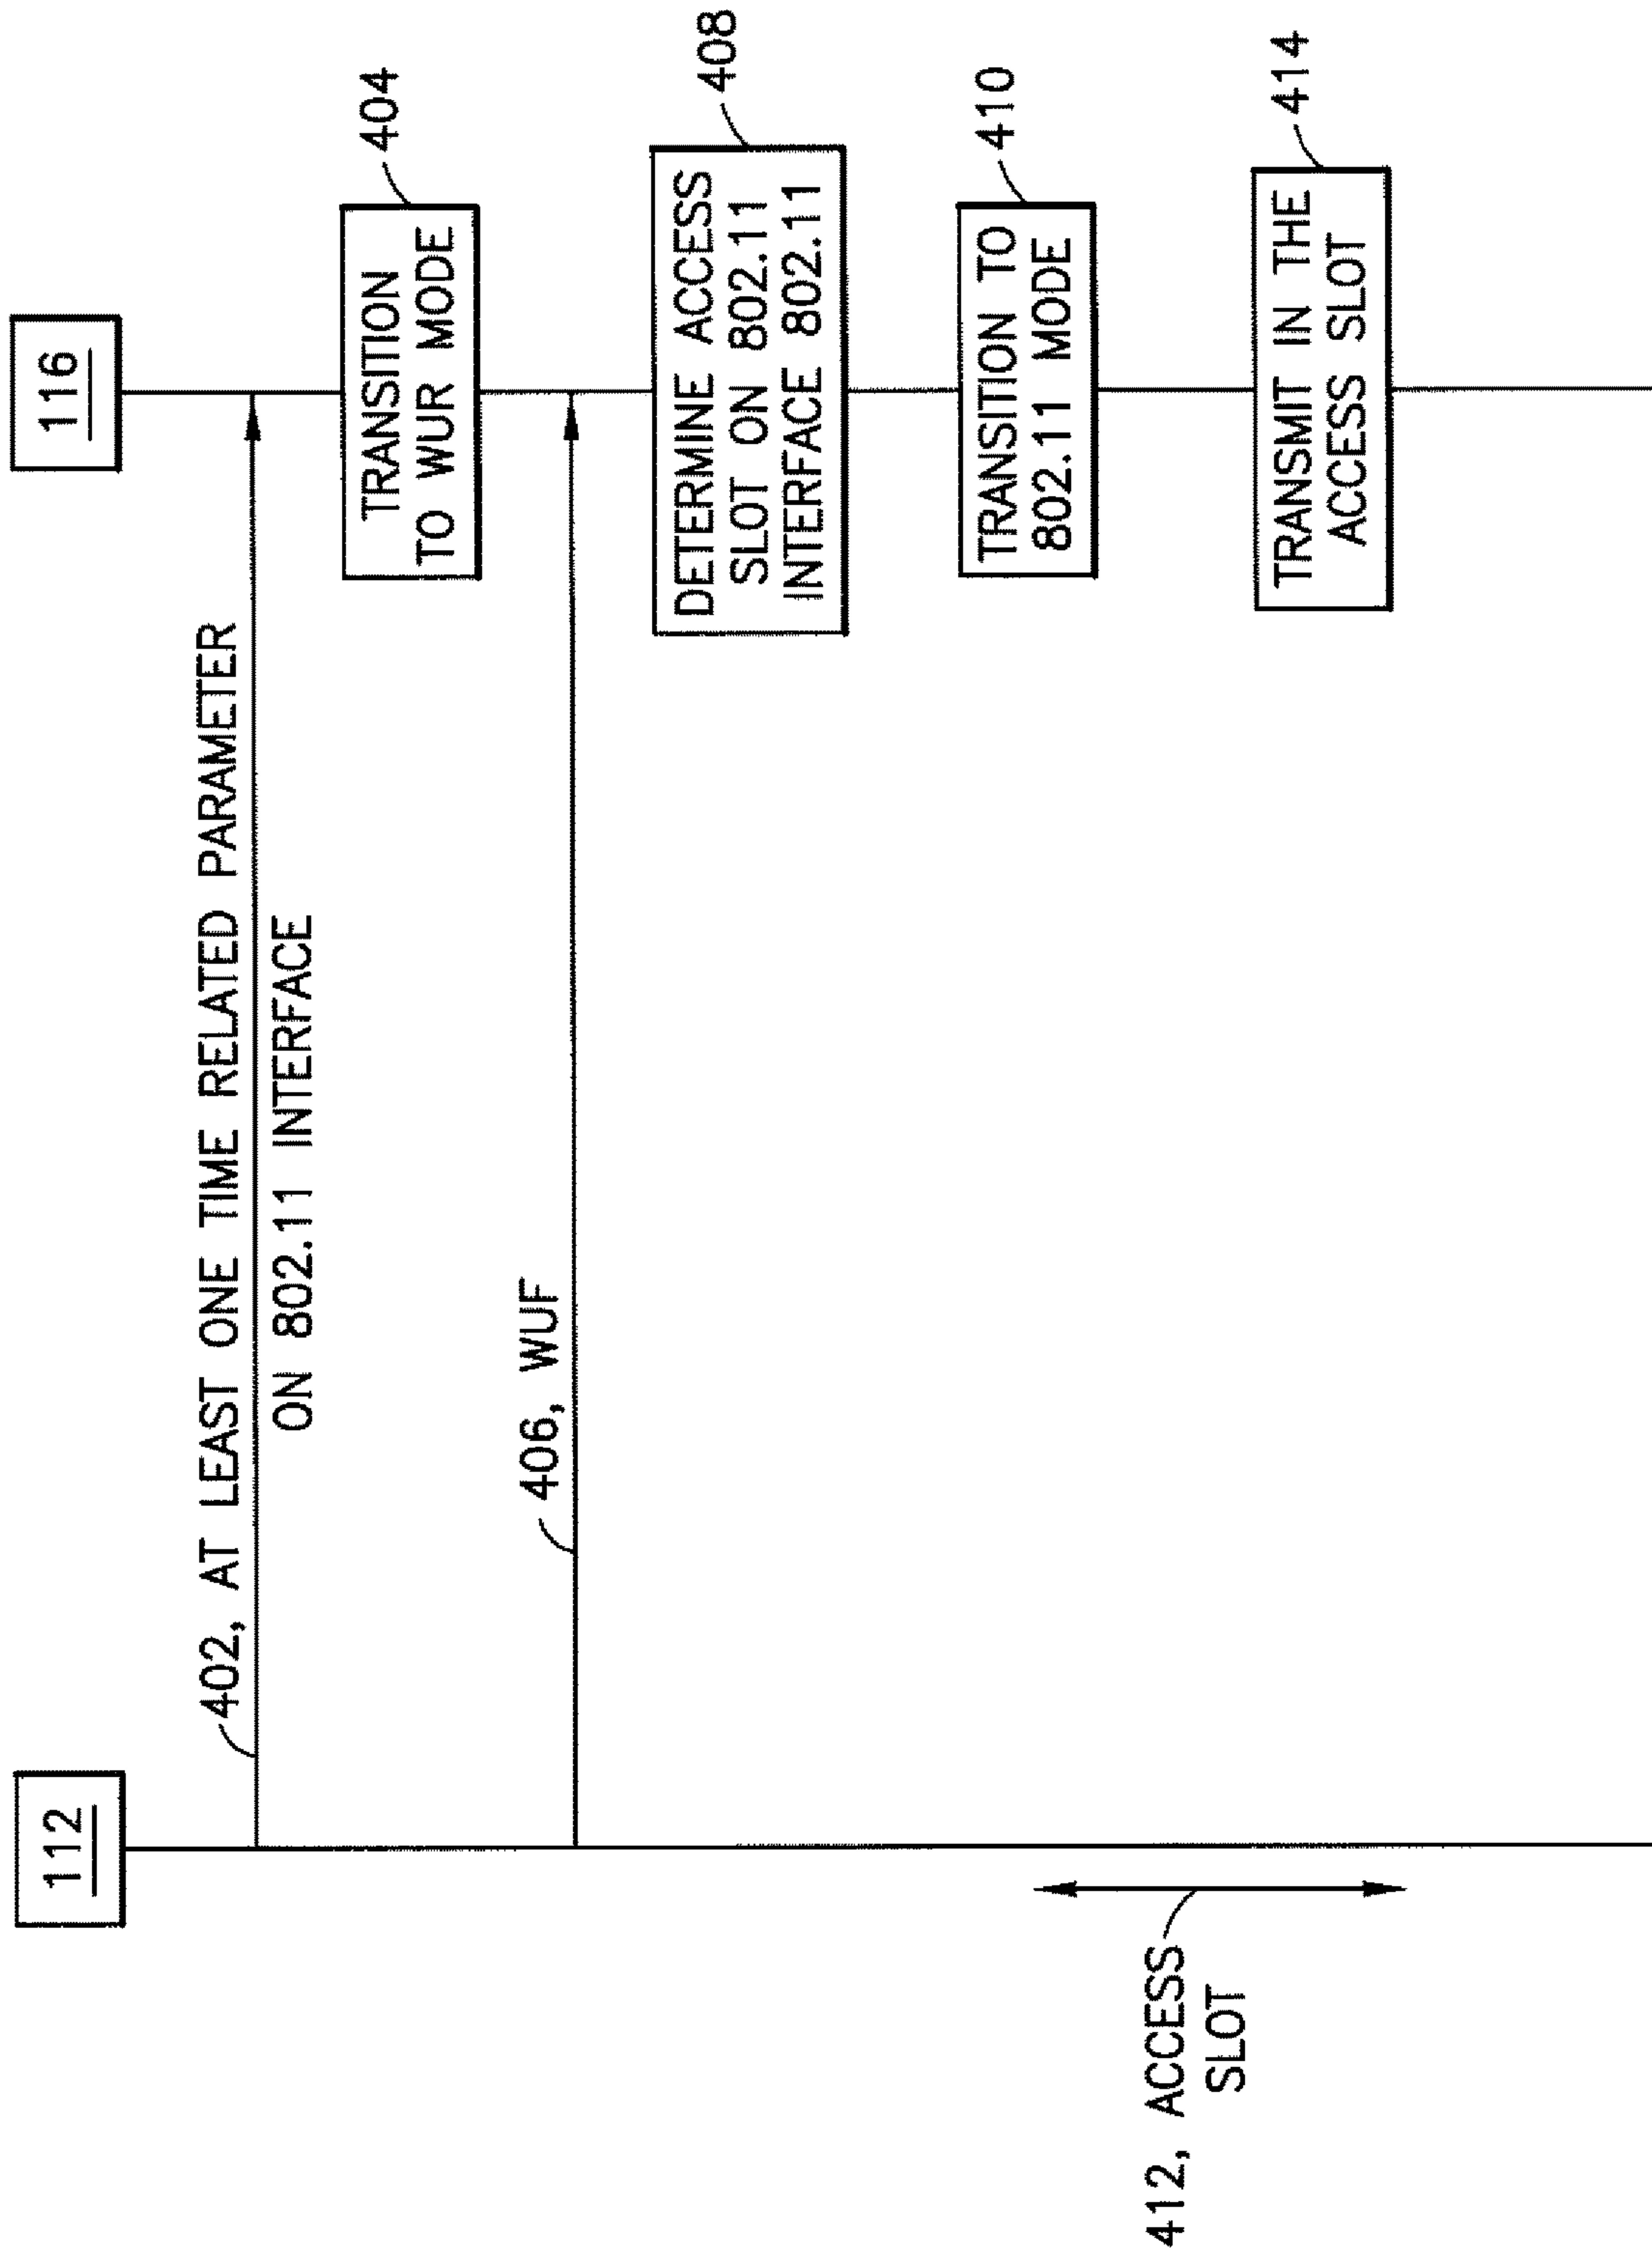 112
116
402, AT LEAST ONE TIME RELATED PARAMETER
ON 802.11 INTERFACE
TRANSITION
TO WUR MODE
404
406, WUF
DETERMINE ACCESS
SLOT ON 802.11
INTERFACE 802.11
408
TRANSITION TO
802.11 MODE
410
412, ACCESS
SLOT
TRANSMIT IN THE
ACCESS SLOT
414